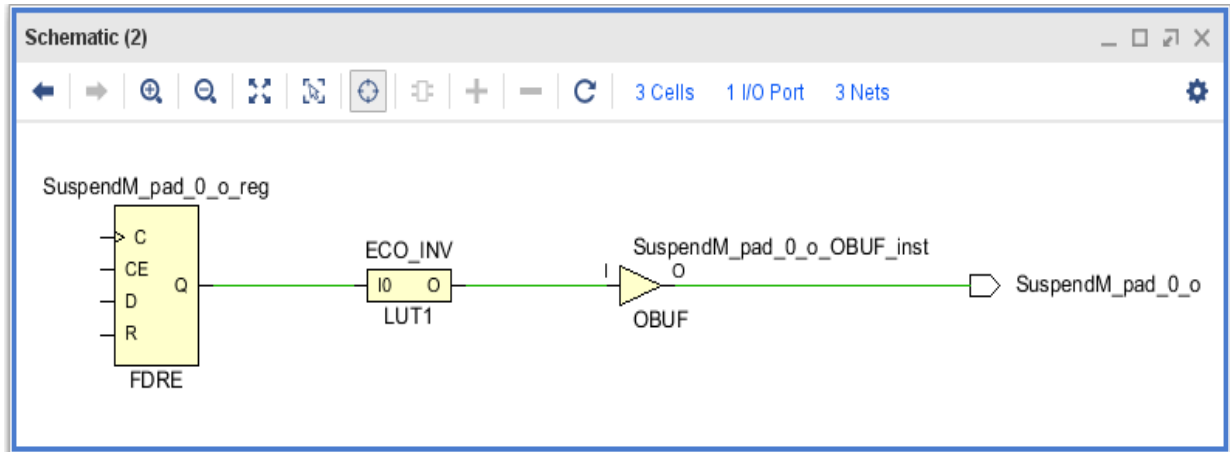 Schematic (2)
3 Cells 1 I/O Port 3 Nets
SuspendM_pad_0_o_reg
C
CE
D
R
Q
FDRE
ECO_INV
I0 O
LUT1
SuspendM_pad_0_o_OBUF_inst
I O
OBUF
SuspendM_pad_0_o